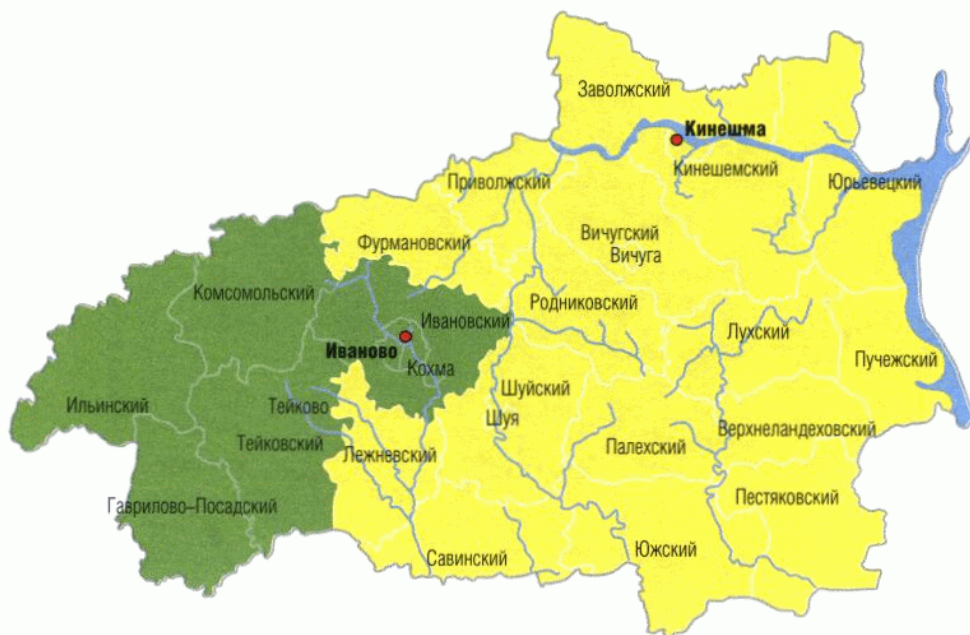 Заволжский
Кинешма
Кинешемский
Приволжский
Юрьевецкий
Фурмановский
Вичугский
Вичуга
Комсомольский
Родниковский
Ивановский
Лухский
Иваново
Кохма
Пучежский
Шуйский
Ильинский
Тейково
Шуя
Тейковский
Лежневский
Палехский
Верхнеландеховский
Гаврилово-Посадский
Пестяковский
Савинский
Южский